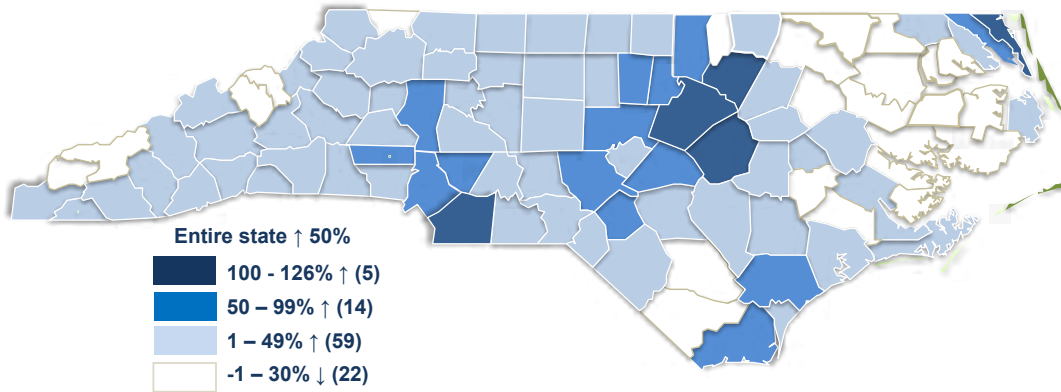 Entire state ↑ 50%
100 - 126% ↑ (5)
50 – 99% ↑ (14)
1 – 49% ↑ (59)
-1 – 30% ↓ (22)